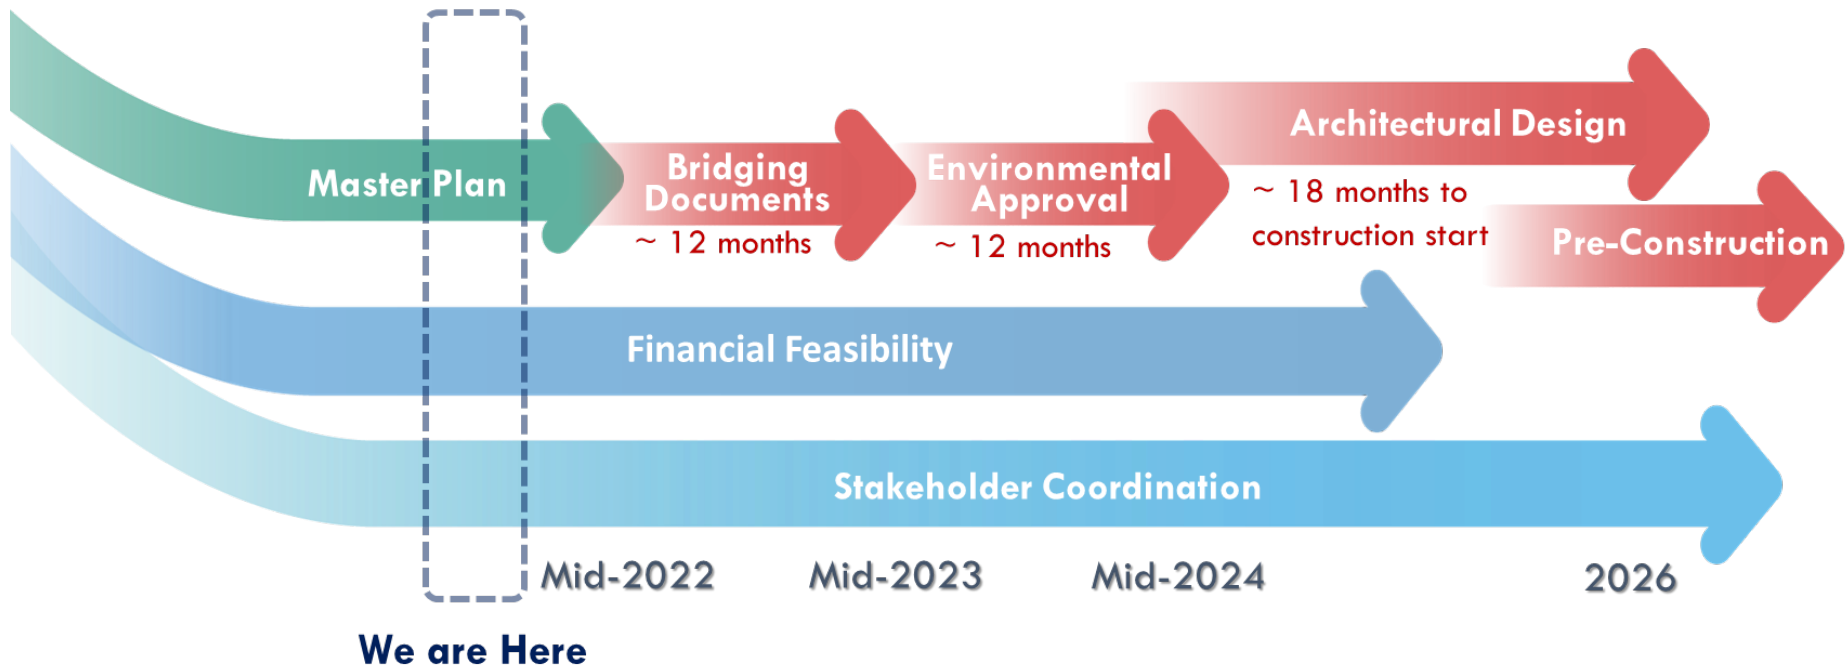 Master Plan
Bridging
Documents
~ 12 months
Environmental
Approval
~ 12 months
Architectural Design
~ 18 months to
construction start
Pre-Construction
Financial Feasibility
Stakeholder Coordination
Mid-2022
Mid-2023
Mid-2024
2026
We are Here